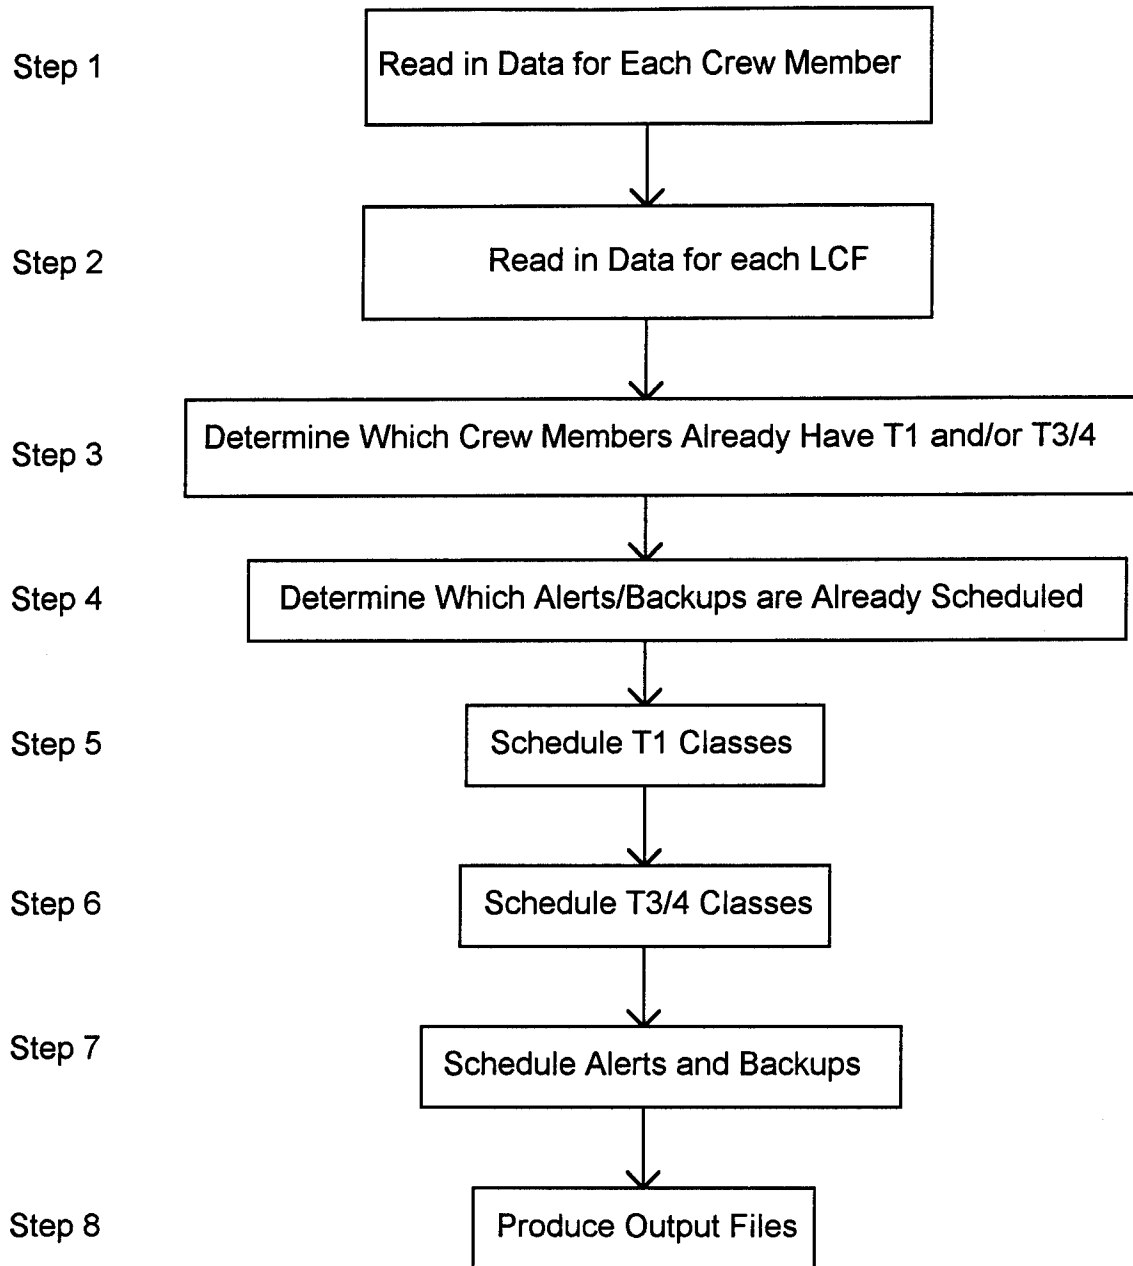 Step 1
Read in Data for Each Crew Member
Step 2
Read in Data for each LCF
Step 3
Determine Which Crew Members Already Have T1 and/or T3/4
Step 4
Determine Which Alerts/Backups are Already Scheduled
Step 5
Schedule T1 Classes
Step 6
Schedule T3/4 Classes
Step 7
Schedule Alerts and Backups
Step 8
Produce Output Files